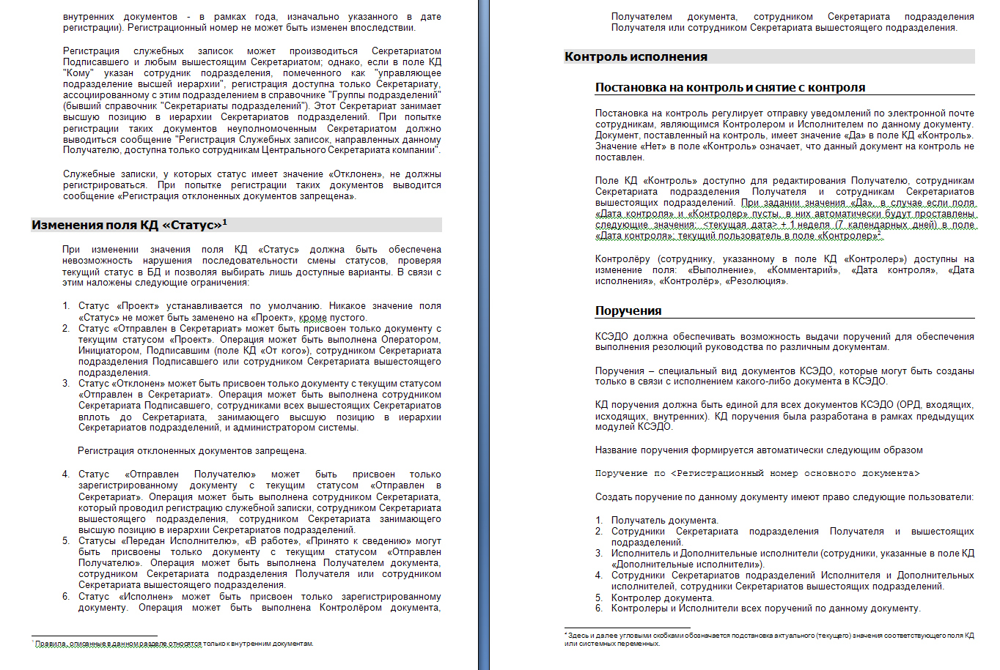 внутренних документов - в рамках года, изначально указанного в дате
регистрации). Регистрационный номер не может быть изменен впоследствии.
Регистрация служебных записок может производиться Секретариатом
Подписавшего и любым вышестоящим Секретариатом; однако, если в поле КД
"Кому" указан сотрудник подразделения, помеченного как "управляющее
подразделение высшей иерархии", регистрация доступна только Секретариату,
ассоциированному с этим подразделением в справочнике "Группы подразделений"
(бывший справочник "Секретариаты подразделений"). Этот Секретариат занимает
высшую позицию в иерархии Секретариатов подразделений. При попытке
регистрации таких документов неуполномоченным Секретариатом должно
выводиться сообщение "Регистрация Служебных записок, направленных данному
Получателю, доступна только сотрудникам Центрального Секретариата компании".
Служебные записки, у которых статус имеет значение «Отклонен», не должны
регистрироваться. При попытке регистрации таких документов выводится
сообщение «Регистрация отклоненных документов запрещена».
Изменения поля КД «Статус»1
При изменении значения поля КД «Статус» должна быть обеспечена
невозможность нарушения последовательности смены статусов, проверяя
текущий статус в БД и позволяя выбирать лишь доступные варианты. В связи с
этим наложены следующие ограничения:
1. Статус «Проект» устанавливается по умолчанию. Никакое значение поля
«Статус» не может быть заменено на «Проект», кроме пустого.
2. Статус «Отправлен в Секретариат» может быть присвоен только документу с
текущим статусом «Проект». Операция может быть выполнена Оператором,
Инициатором, Подписавшим (поле КД «От кого»), сотрудником Секретариата
подразделения Подписавшего или сотрудником Секретариата вышестоящего
подразделения.
3. Статус «Отклонен» может быть присвоен только документу с текущим статусом
«Отправлен в Секретариат». Операция может быть выполнена сотрудником
Секретариата Подписавшего, сотрудниками всех вышестоящих Секретариатов
вплоть до Секретариата, занимающего высшую позицию в иерархии
Секретариатов подразделений, и администратором системы.
Регистрация отклоненных документов запрещена.
4. Статус «Отправлен Получателю» может быть присвоен только
зарегистрированному документу с текущим статусом «Отправлен в
Секретариат». Операция может быть выполнена сотрудником Секретариата,
который проводил регистрацию служебной записки, сотрудником Секретариата
вышестоящего подразделения, сотрудником Секретариата занимающего
высшую позицию в иерархии Секретариатов подразделений.
5. Статусы «Передан Исполнителю», «В работе», «Принято к сведению» могут
быть присвоены только документу с текущим статусом «Отправлен
Получателю». Операция может быть выполнена Получателем документа,
сотрудником Секретариата подразделения Получателя или сотрудником
Секретариата вышестоящего подразделения.
6. Статус «Исполнен» может быть присвоен только зарегистрированному
документу. Операция может быть выполнена Контролёром документа,
1 Правила, описанные в данном разделе относятся только к внутренним документам.
Получателем документа, сотрудником Секретариата подразделения
Получателя или сотрудником Секретариата вышестоящего подразделения.
Контроль исполнения
Постановка на контроль и снятие с контроля
Постановка на контроль регулирует отправку уведомлений по электронной почте
сотрудникам, являющимся Контролером и Исполнителем по данному документу.
Документ, поставленный на контроль, имеет значение «Да» в поле КД «Контроль».
Значение «Нет» в поле «Контроль» означает, что данный документ на контроль не
поставлен.
Поле КД «Контроль» доступно для редактирования Получателю, сотрудникам
Секретариата подразделения Получателя и сотрудникам Секретариатов
вышестоящих подразделений. При задании значения «Да», в случае если поля
«Дата контроля» и «Контролер» пусты, в них автоматически будут проставлены
следующие значения: <текущая дата> + 1 неделя (7 календарных дней) в поле
«Дата контроля»; текущий пользователь в поле «Контролер»2.
Контролёру (сотруднику, указанному в поле КД «Контролер») доступны на
изменение поля: «Выполнение», «Комментарий», «Дата контроля», «Дата
исполнения», «Контролёр», «Резолюция».
Поручения
КСЭДО должна обеспечивать возможность выдачи поручений для обеспечения
выполнения резолюций руководства по различным документам.
Поручения – специальный вид документов КСЭДО, которые могут быть созданы
только в связи с исполнением какого-либо документа в КСЭДО.
КД поручения должна быть единой для всех документов КСЭДО (ОРД, входящих,
исходящих, внутренних). КД поручения была разработана в рамках предыдущих
модулей КСЭДО.
Название поручения формируется автоматически следующим образом
Поручение по <Регистрационный номер основного документа>
Создать поручение по данному документу имеют право следующие пользователи:
1. Получатель документа.
2. Сотрудники Секретариата подразделения Получателя и вышестоящих
подразделений.
3. Исполнитель и Дополнительные исполнители (сотрудники, указанные в поле КД
«Дополнительные исполнители»).
4. Сотрудники Секретариатов подразделений Исполнителя и Дополнительных
исполнителей, сотрудники Секретариатов вышестоящих подразделений.
5. Контролер документа.
6. Контролеры и Исполнители всех поручений по данному документу.
2 Здесь и далее угловыми скобками обозначается подстановка актуального (текущего) значения соответствующего поля КД
или системных переменных.